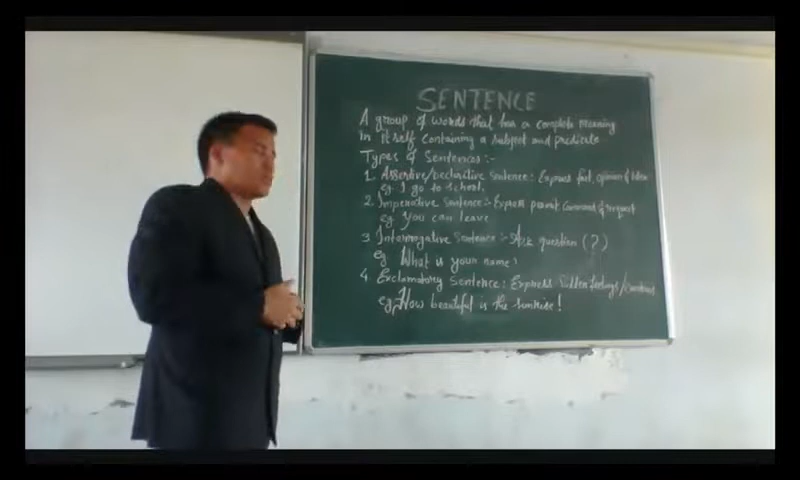 SENTENCE
A group of words that has a complete meaning
in itself containing a subject and predicate
Types of Sentences:-
1. Assertive/Declarative Sentence: Express fact, opinion of
eg. I go to school.
2. Imperative Sentence:- Express command & request
eg You can leave
3 Interrogative Sentence:- Ask question (?)
eg What is your name?
4 Exclamatory Sentence: Express sudden feelings/emotions
eg, How beautiful is the sunrise!